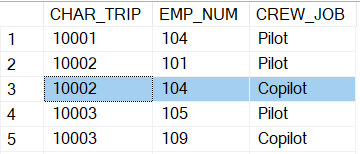 CHAR_TRIP EMP_NUM CREW_JOB
1 10001 104 Pilot
2 10002 101 Pilot
3 10002 104 Copilot
4 10003 105 Pilot
5 10003 109 Copilot